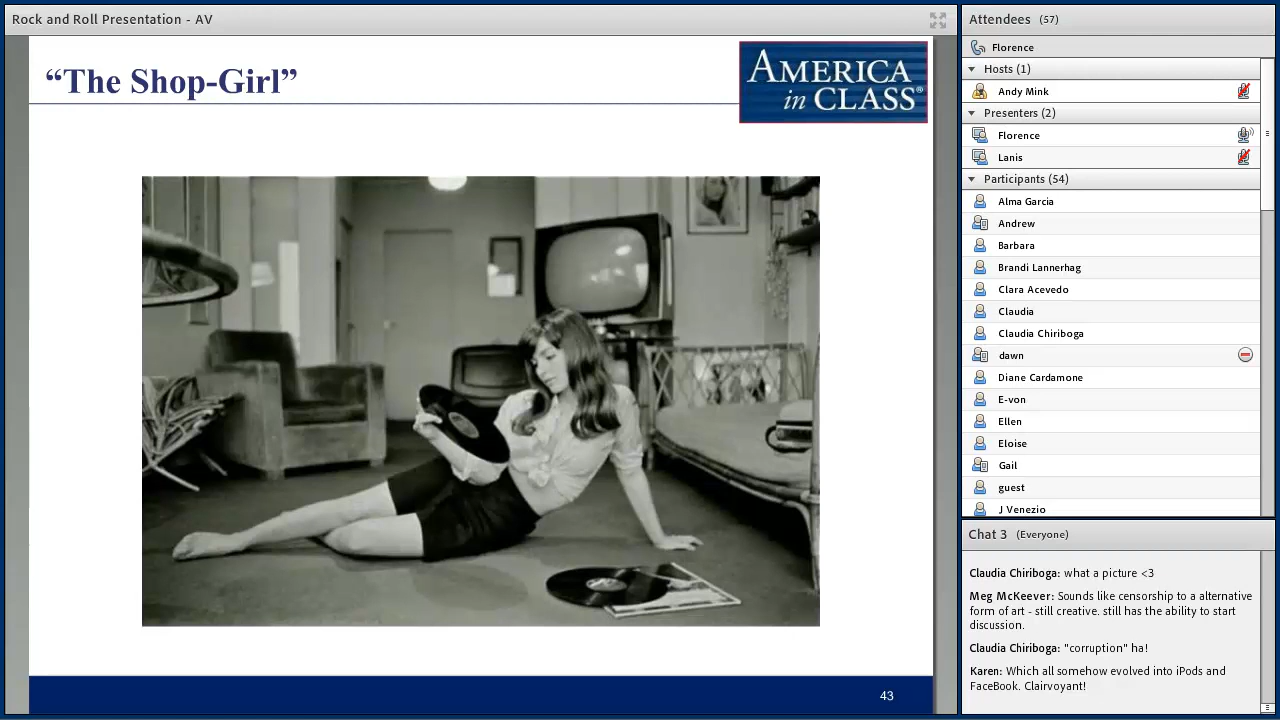 Rock and Roll Presentation - AV
“The Shop-Girl”
AMERICA
in CLASS®
43
Attendees (57)
Florence
Hosts (1)
Andy Mink
Presenters (2)
Florence
Lanis
Participants (54)
Alma Garcia
Andrew
Barbara
Brandi Lannerhag
Clara Acevedo
Claudia
Claudia Chiriboga
dawn
Diane Cardamone
E-von
Ellen
Eloise
Gail
guest
J Venezio
Chat 3 (Everyone)
Claudia Chiriboga: what a picture <3
Meg McKeever: Sounds like censorship to a alternative
form of art - still creative. still has the ability to start
discussion.
Claudia Chiriboga: "corruption" ha!
Karen: Which all somehow evolved into iPods and
FaceBook. Clairvoyant!